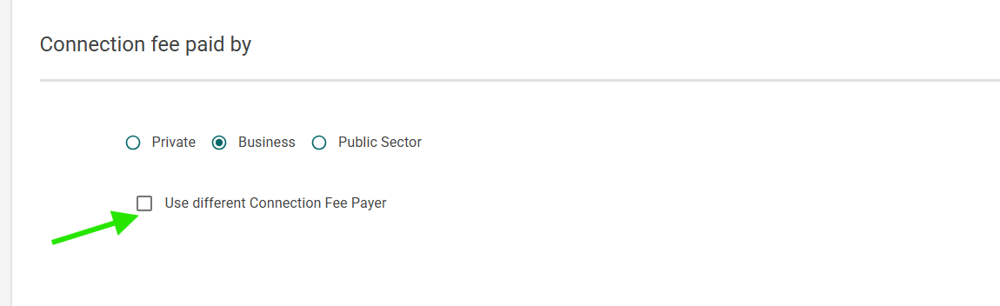 Connection fee paid by
Private Business Public Sector
Use different Connection Fee Payer